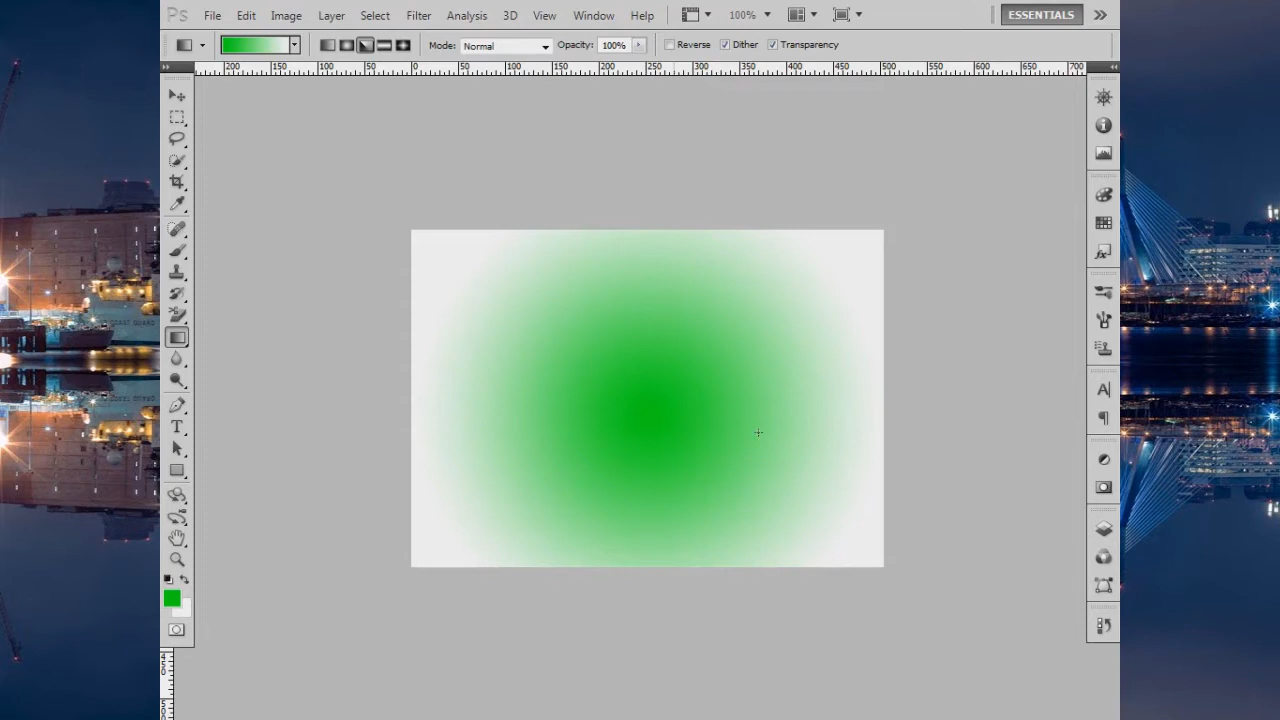 Ps File Edit Image Layer Select Filter Analysis 3D View Window Help 100% ESSENTIALS
Mode: Normal Opacity: 100% Reverse Dither Transparency
200 150 100 50 0 50 100 150 200 250 300 350 400 450 500 550 600 650 700